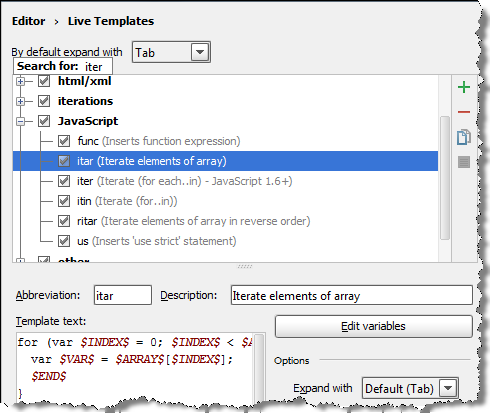 Editor › Live Templates
By default expand with Tab
Search for: iter
html/xml
iterations
JavaScript
func (Inserts function expression)
itar (Iterate elements of array)
iter (Iterate (for each..in) - JavaScript 1.6+)
itin (Iterate (for..in))
ritar (Iterate elements of array in reverse order)
us (Inserts 'use strict' statement)
other
Abbreviation: itar Description: Iterate elements of array
Template text:
Edit variables
for (var $INDEX$ = 0; $INDEX$ < $A
var $VAR$ = $ARRAY$[$INDEX$];
$END$
}
Options
Expand with Default (Tab)